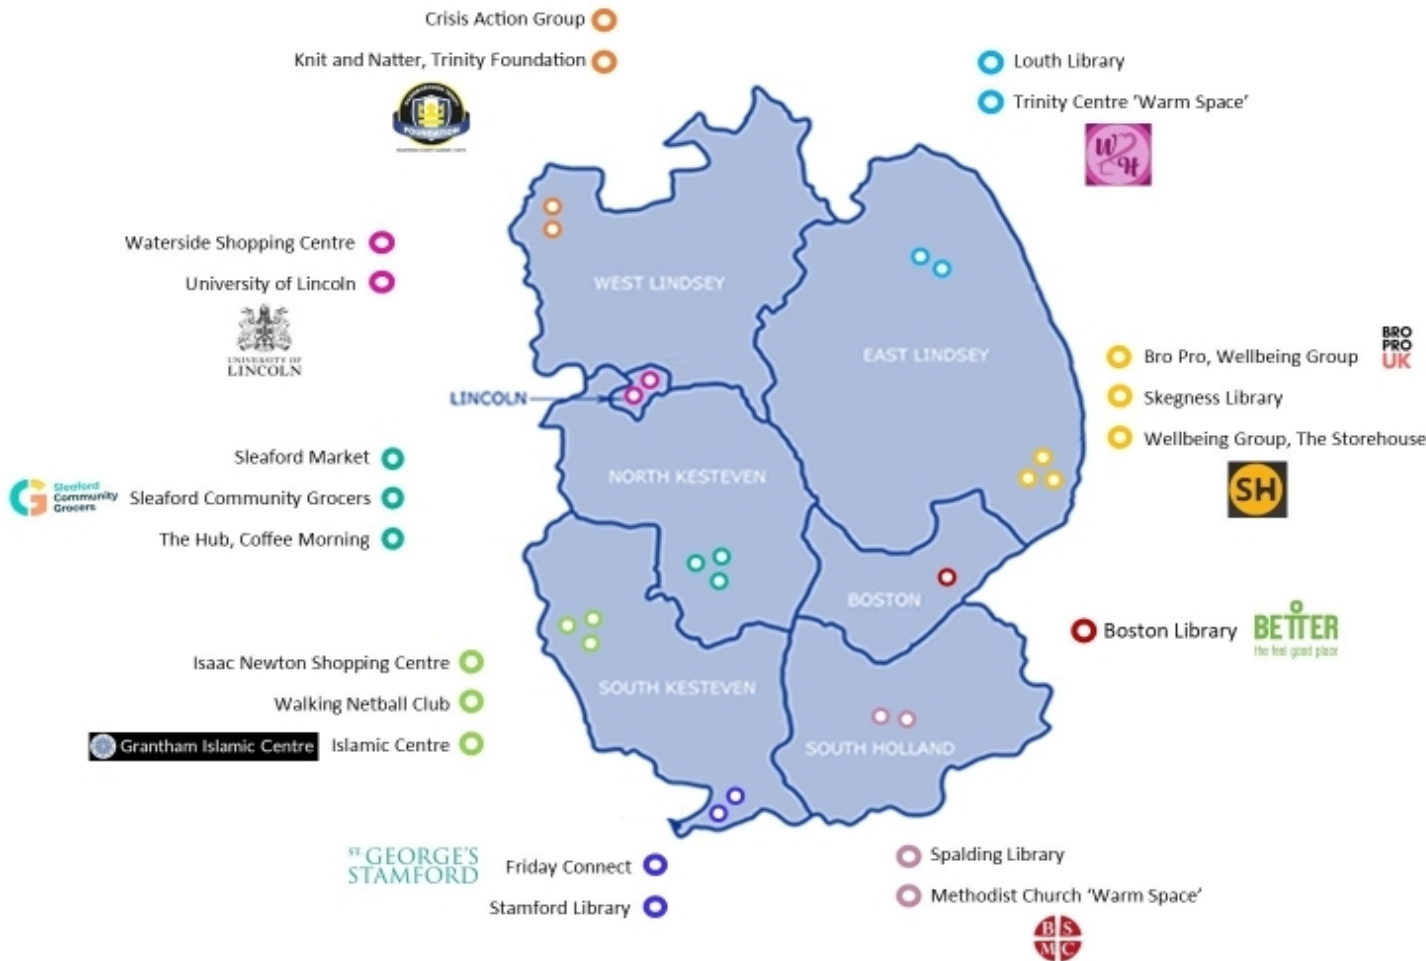 Crisis Action Group
Knit and Natter, Trinity Foundation
FOUNDATION
Louth Library
Trinity Centre 'Warm Space'
W
H
Waterside Shopping Centre
University of Lincoln
UNIVERSITY OF
LINCOLN
WEST LINDSEY
EAST LINDSEY
LINCOLN
NORTH KESTEVEN
BOSTON
SOUTH KESTEVEN
SOUTH HOLLAND
Bro Pro, Wellbeing Group
BRO
PRO
UK
Skegness Library
Wellbeing Group, The Storehouse
SH
Sleaford Market
Sleaford
Community
Grocers
Sleaford Community Grocers
The Hub, Coffee Morning
Boston Library
BETTER
the feel good place
Isaac Newton Shopping Centre
Walking Netball Club
Grantham Islamic Centre
Islamic Centre
ST. GEORGE'S
STAMFORD
Friday Connect
Stamford Library
Spalding Library
Methodist Church 'Warm Space'
B S
M C